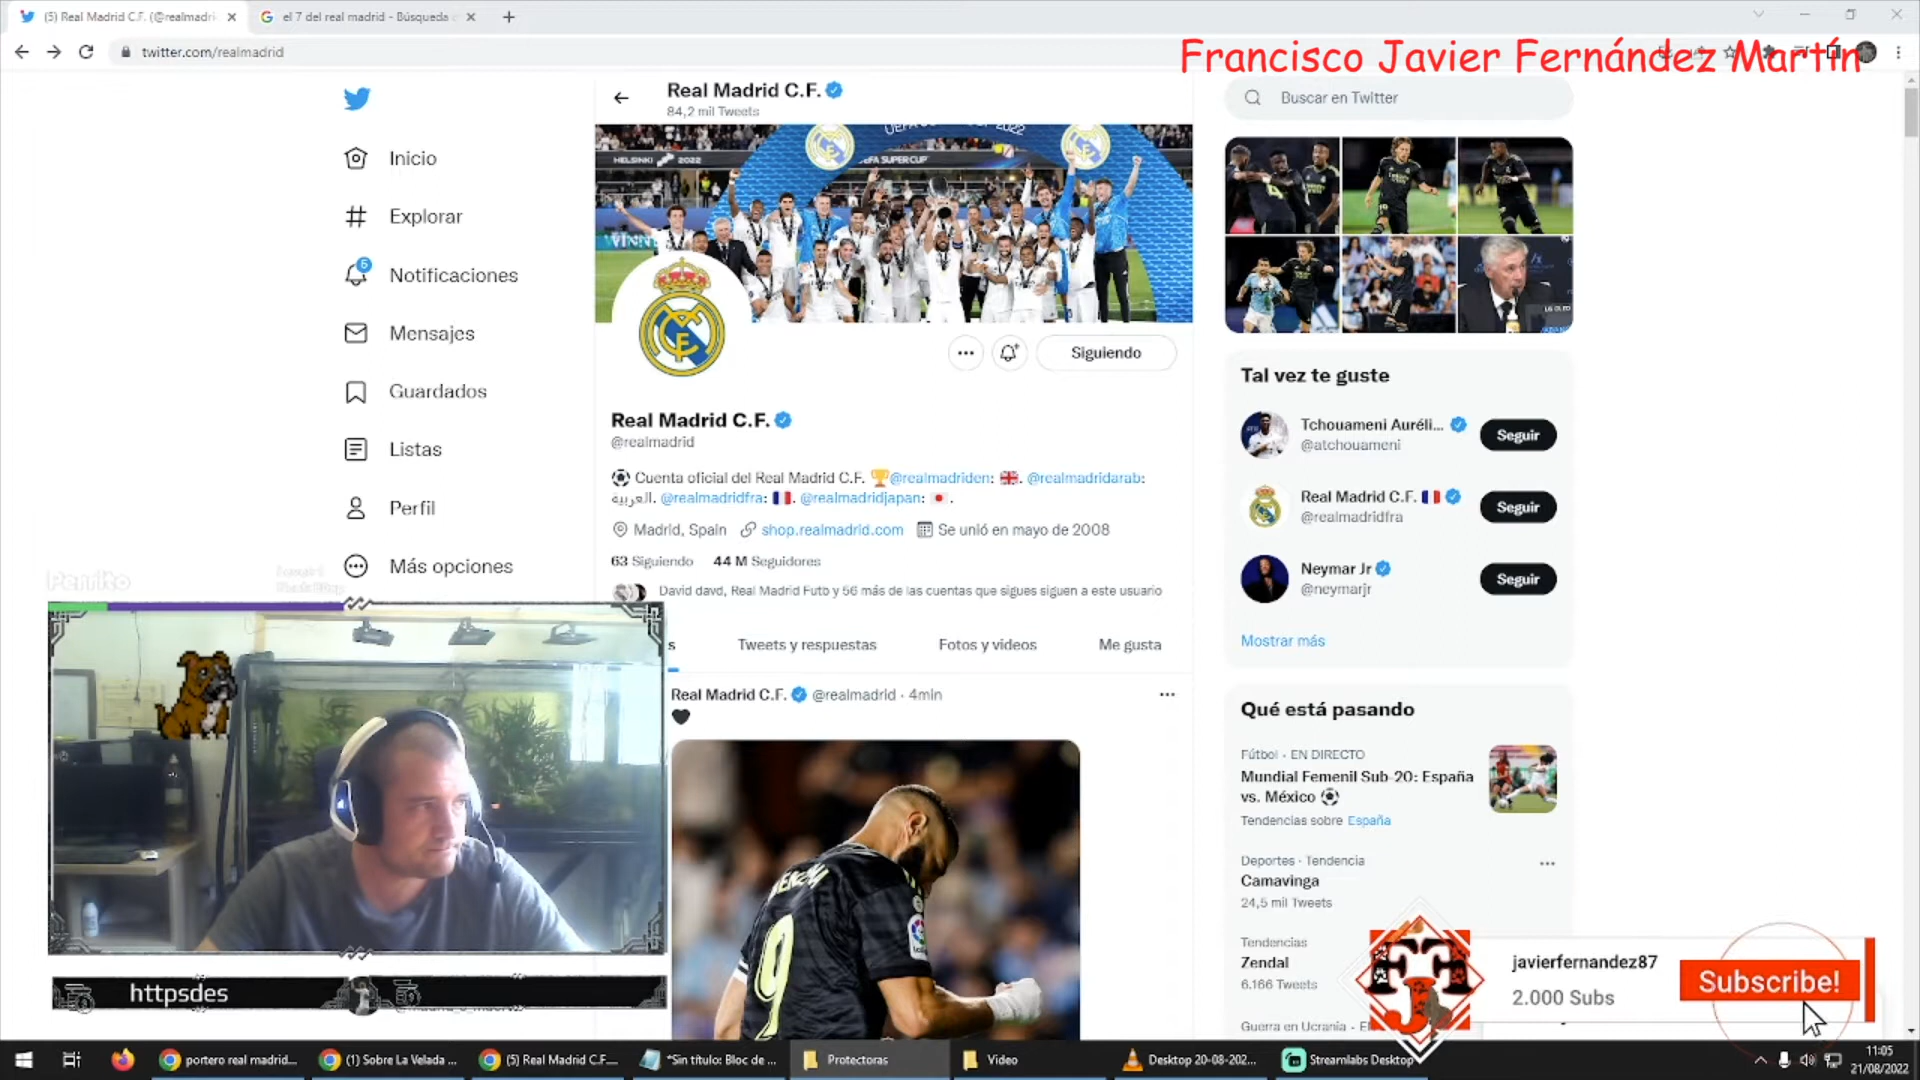 (5) Real Madrid C.F. (@realmadri
el 7 del real madrid - Búsqueda
twitter.com/realmadrid
Francisco Javier Fernández Martín
Real Madrid C.F.
84,2 mil Tweets
Buscar en Twitter
Inicio
Explorar
6
Notificaciones
Mensajes
Guardados
Listas
Perfil
Más opciones
HELSINKI 2022
Siguiendo
Real Madrid C.F.
@realmadrid
Cuenta oficial del Real Madrid C.F. 🏆@realmadriden: 🇬🇧. @realmadridarab:
العربية. @realmadridfra: 🇫🇷. @realmadridjapan: 🇯🇵.
Madrid, Spain shop.realmadrid.com Se unió en mayo de 2008
63 Siguiendo 44 M Seguidores
David davd, Real Madrid Futb y 56 más de las cuentas que sigues siguen a este usuario
s Tweets y respuestas Fotos y videos Me gusta
Real Madrid C.F. @realmadrid · 4min
🖤
BENZEMA
9
Tal vez te guste
Tchouameni Auréli...
@atchouameni
Seguir
Real Madrid C.F. 🇫🇷
@realmadridfra
Seguir
Neymar Jr
@neymarjr
Seguir
Mostrar más
Qué está pasando
Fútbol · EN DIRECTO
Mundial Femenil Sub-20: España
vs. México ⚽
Tendencias sobre España
Deportes · Tendencia
Camavinga
24,5 mil Tweets
Tendencias
Zendal
6.166 Tweets
Guerra en Ucrania
Perrito
httpsdes
javierfernandez87
2.000 Subs
Subscribe!
portero real madrid...
(1) Sobre La Velada ...
(5) Real Madrid C.F....
*Sin título: Bloc de ...
Protectoras
Video
Desktop 20-08-202...
Streamlabs Desktop
11:05
21/08/2022